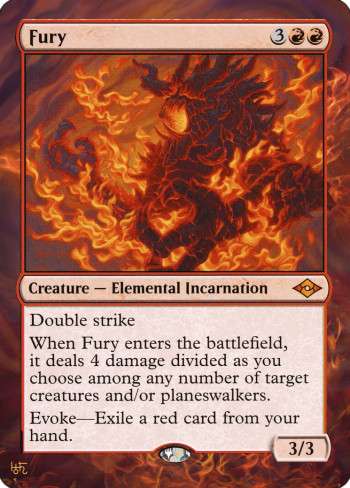 Fury 3
Creature — Elemental Incarnation
Double strike
When Fury enters the battlefield,
it deals 4 damage divided as you
choose among any number of target
creatures and/or planeswalkers.
Evoke—Exile a red card from your
hand.
3/3